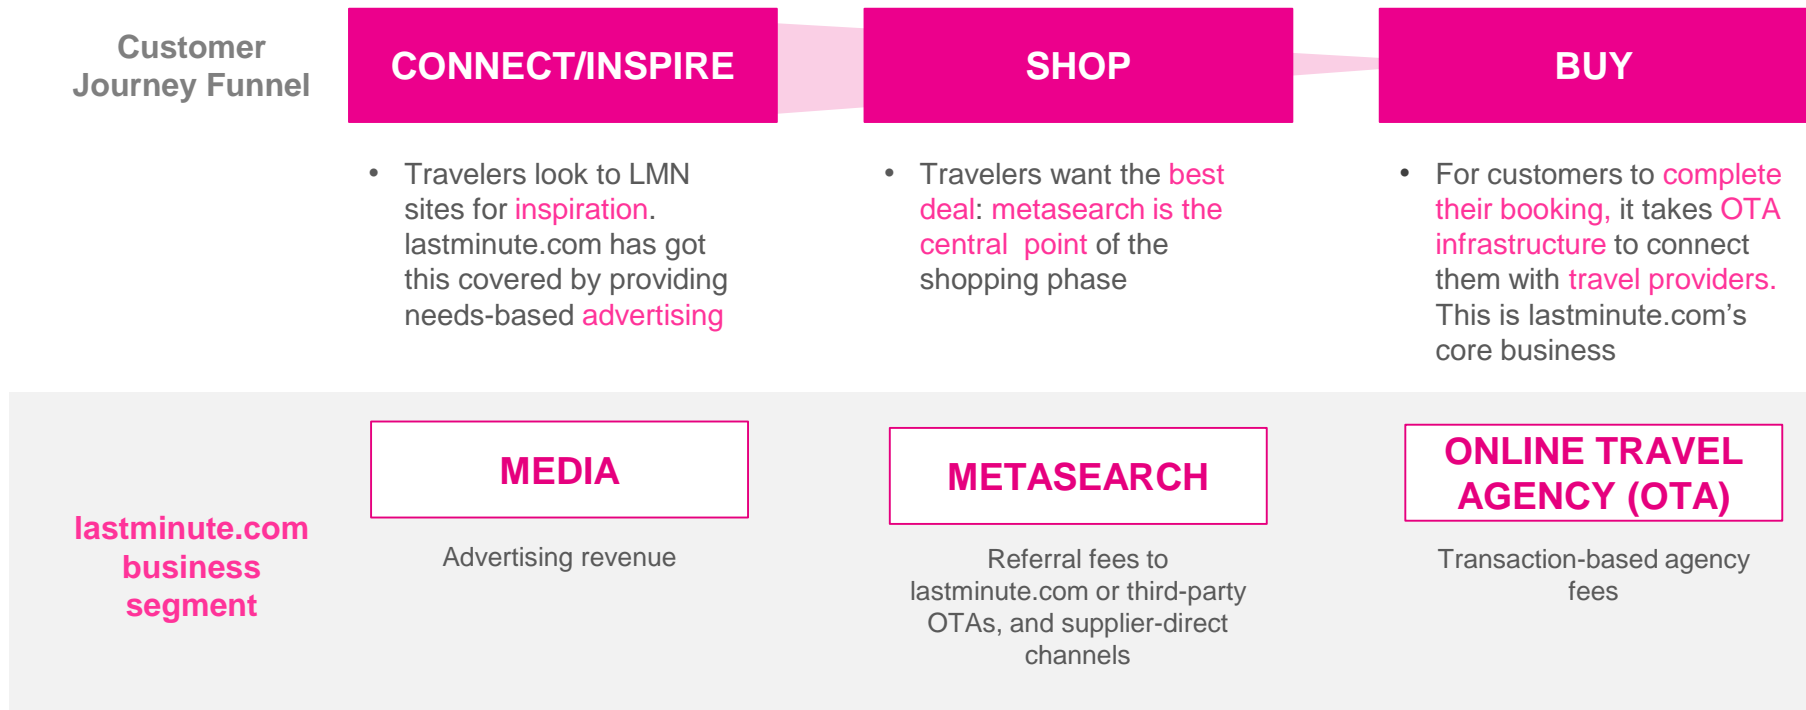 Customer
Journey Funnel
CONNECT/INSPIRE
SHOP
BUY
• Travelers look to LMN
sites for inspiration.
lastminute.com has got
this covered by providing
needs-based advertising
• Travelers want the best
deal: metasearch is the
central  point of the
shopping phase
• For customers to complete
their booking, it takes OTA
infrastructure to connect
them with travel providers.
This is lastminute.com’s
core business
lastminute.com
business
segment
MEDIA
Advertising revenue
METASEARCH
Referral fees to
lastminute.com or third-party
OTAs, and supplier-direct
channels
ONLINE TRAVEL
AGENCY (OTA)
Transaction-based agency
fees